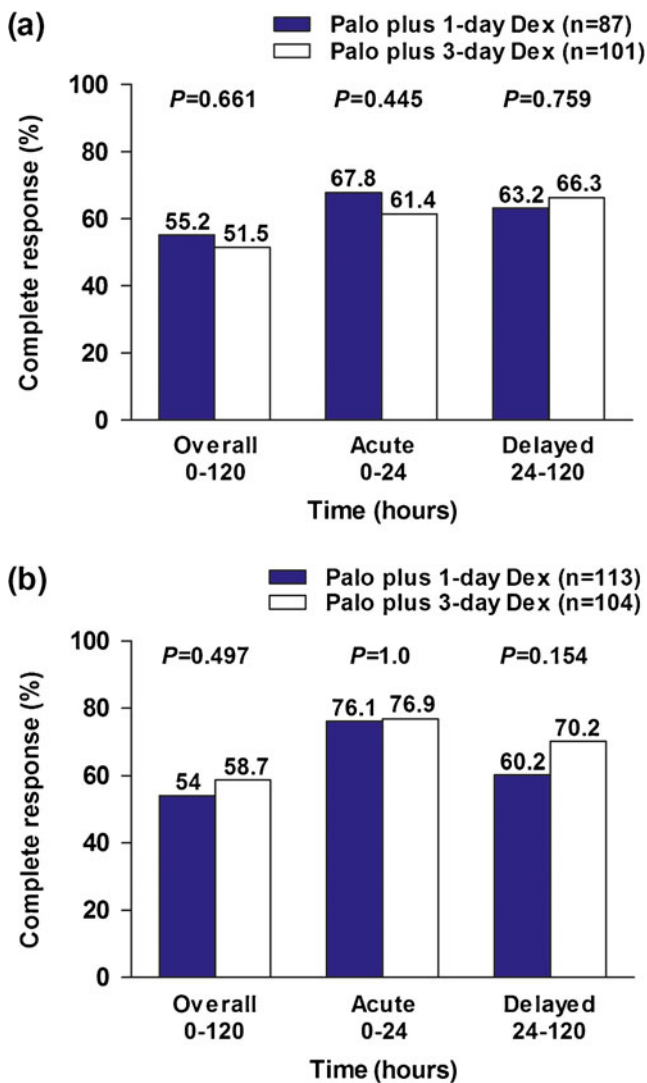 (a)
Palo plus 1-day Dex (n=87)
Palo plus 3-day Dex (n=101)
Complete response (%)
100
80
60
40
20
0
P=0.661
P=0.445
P=0.759
55.2
51.5
67.8
61.4
63.2
66.3
Overall
0-120
Acute
0-24
Delayed
24-120
Time (hours)
(b)
Palo plus 1-day Dex (n=113)
Palo plus 3-day Dex (n=104)
Complete response (%)
100
80
60
40
20
0
P=0.497
P=1.0
P=0.154
54
58.7
76.1
76.9
60.2
70.2
Overall
0-120
Acute
0-24
Delayed
24-120
Time (hours)